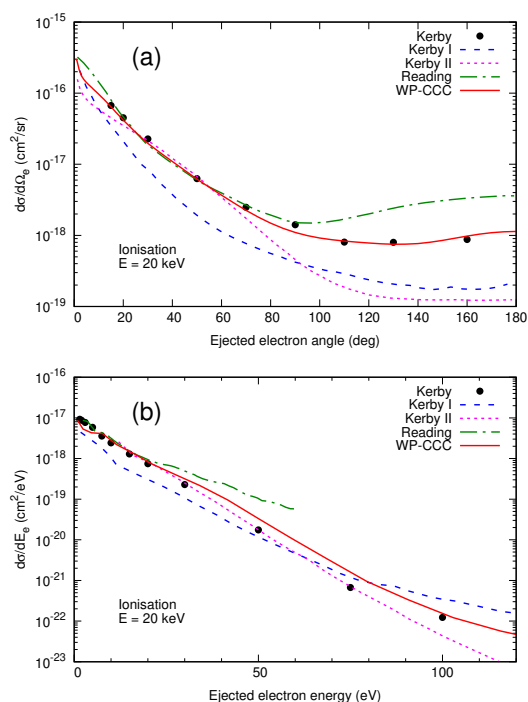 10⁻¹⁵
(a)
Kerby
Kerby I
Kerby II
Reading
WP-CCC
10⁻¹⁶
10⁻¹⁷
10⁻¹⁸
10⁻¹⁹
dσ/dΩₑ (cm²/sr)
Ionisation
E = 20 keV
0 20 40 60 80 100 120 140 160 180
Ejected electron angle (deg)
10⁻¹⁶
(b)
Kerby
Kerby I
Kerby II
Reading
WP-CCC
10⁻¹⁷
10⁻¹⁸
10⁻¹⁹
10⁻²⁰
10⁻²¹
10⁻²²
10⁻²³
dσ/dEₑ (cm²/eV)
Ionisation
E = 20 keV
0 50 100
Ejected electron energy (eV)